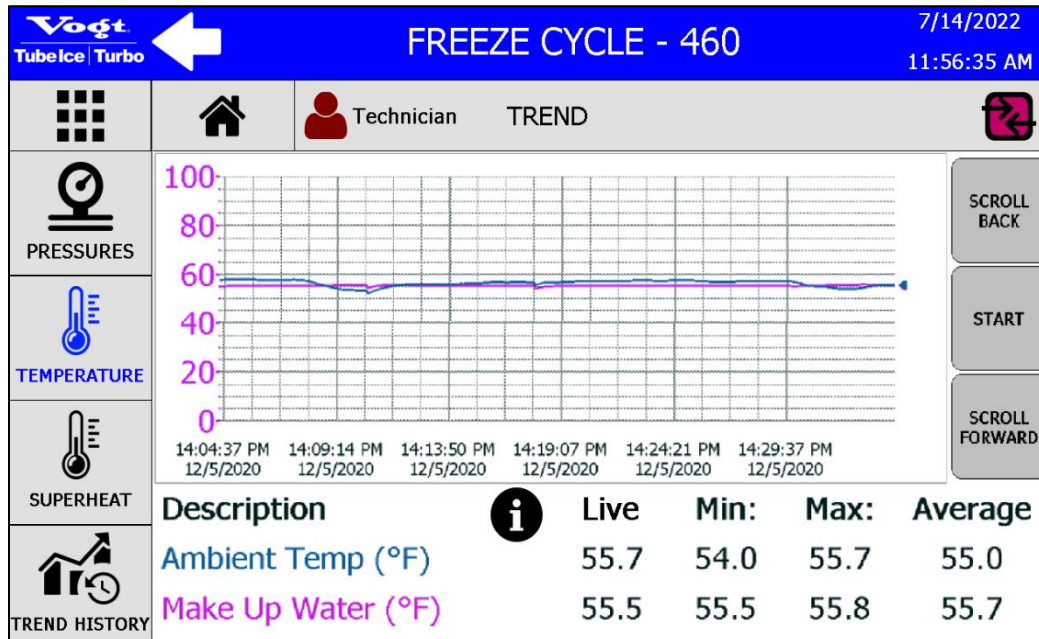 Vogt.
TubeIce | Turbo
FREEZE CYCLE - 460
7/14/2022
11:56:35 AM
Technician
TREND
PRESSURES
TEMPERATURE
SUPERHEAT
TREND HISTORY
100
80
60
40
20
0
14:04:37 PM 14:09:14 PM 14:13:50 PM 14:19:07 PM 14:24:21 PM 14:29:37 PM
12/5/2020 12/5/2020 12/5/2020 12/5/2020 12/5/2020 12/5/2020
SCROLL
BACK
START
SCROLL
FORWARD
Description i Live Min: Max: Average
Ambient Temp (°F) 55.7 54.0 55.7 55.0
Make Up Water (°F) 55.5 55.5 55.8 55.7